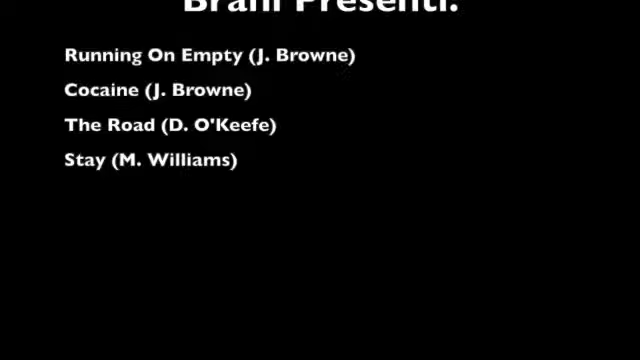 Brani Presenti:
Running On Empty (J. Browne)
Cocaine (J. Browne)
The Road (D. O'Keefe)
Stay (M. Williams)